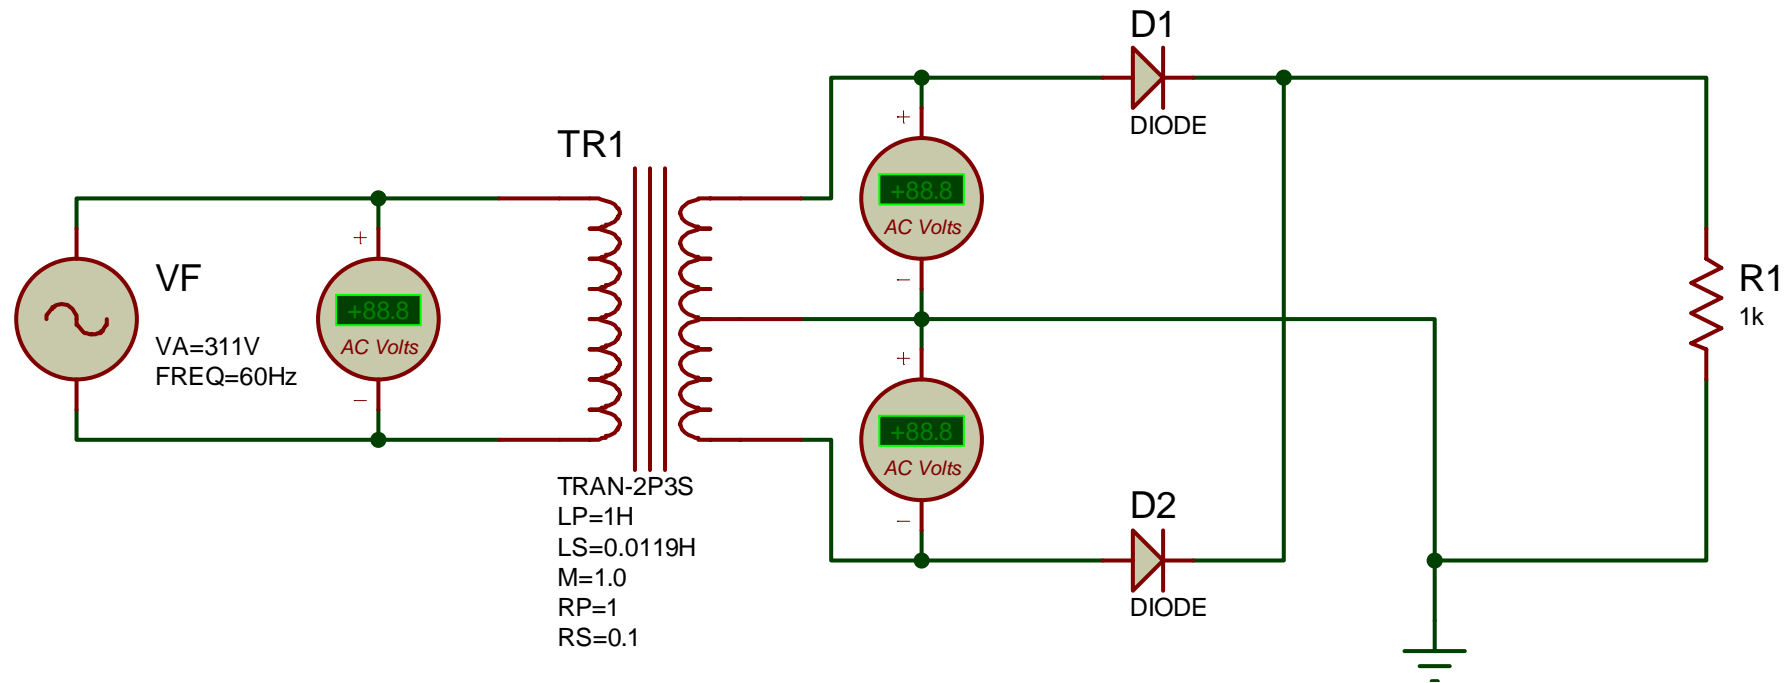 D1
DIODE
TR1
+
+88.8
AC Volts
−
VF
VA=311V
FREQ=60Hz
+
+88.8
AC Volts
−
R1
1k
+
+88.8
AC Volts
−
TRAN-2P3S
LP=1H
LS=0.0119H
M=1.0
RP=1
RS=0.1
D2
DIODE